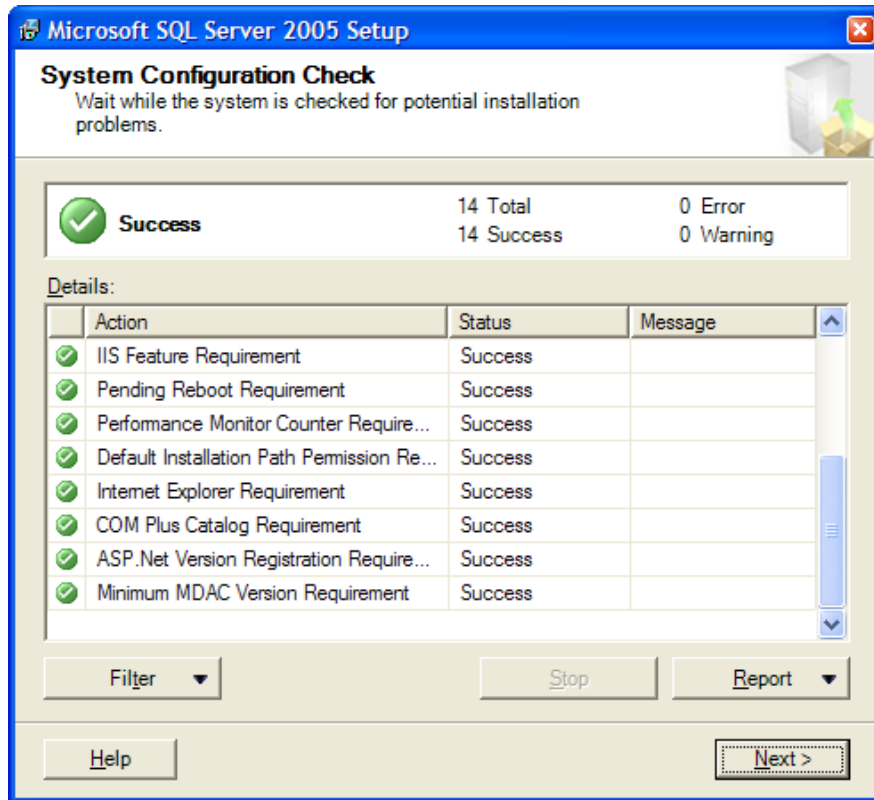 Microsoft SQL Server 2005 Setup
System Configuration Check
Wait while the system is checked for potential installation
problems.
Success
14 Total
0 Error
14 Success
0 Warning
Details:
Action Status Message
IIS Feature Requirement Success
Pending Reboot Requirement Success
Performance Monitor Counter Require... Success
Default Installation Path Permission Re... Success
Internet Explorer Requirement Success
COM Plus Catalog Requirement Success
ASP.Net Version Registration Require... Success
Minimum MDAC Version Requirement Success
Filter Stop Report
Help Next >